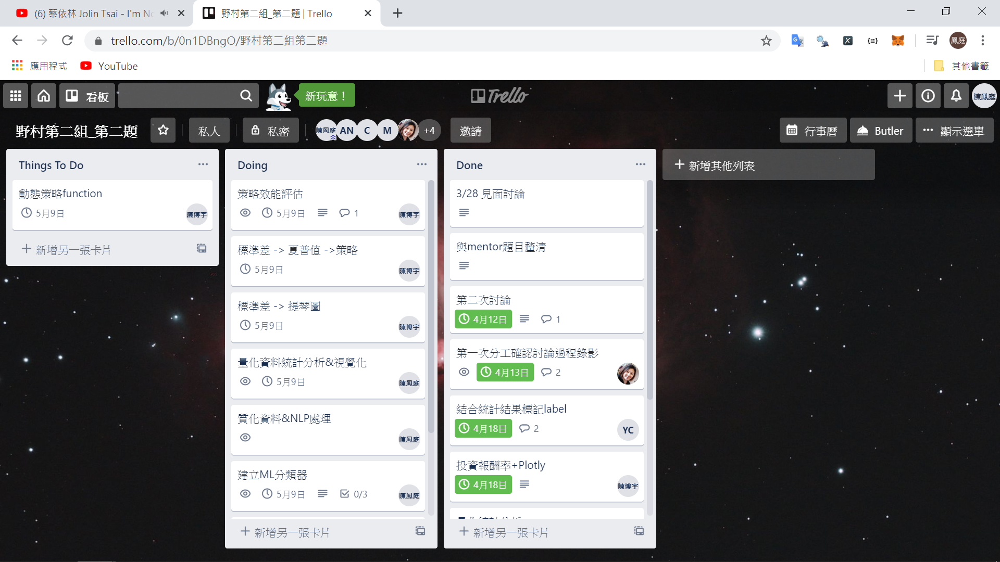 (6) 蔡依林 Jolin Tsai - I'm No
野村第二組_第二題 | Trello
trello.com/b/0n1DBngO/野村第二組第二題
鳳庭
應用程式
YouTube
其他書籤
看板
新玩意！
Trello
陳鳳庭
野村第二組_第二題
私人
私密
陳鳳庭
AN
C
M
+4
邀請
行事曆
Butler
顯示選單
Things To Do
動態策略function
5月9日
陳博宇
新增另一張卡片
Doing
策略效能評估
5月9日
1
陳博宇
標準差 -> 夏普值 ->策略
5月9日
陳博宇
標準差 -> 提琴圖
5月9日
陳博宇
量化資料統計分析&視覺化
5月9日
陳鳳庭
質化資料&NLP處理
陳鳳庭
建立ML分類器
5月9日
0/3
陳鳳庭
新增另一張卡片
Done
3/28 見面討論
與mentor題目釐清
第二次討論
4月12日
1
第一次分工確認討論過程錄影
4月13日
2
結合統計結果標記label
4月18日
2
YC
投資報酬率+Plotly
4月18日
陳博宇
新增另一張卡片
新增其他列表